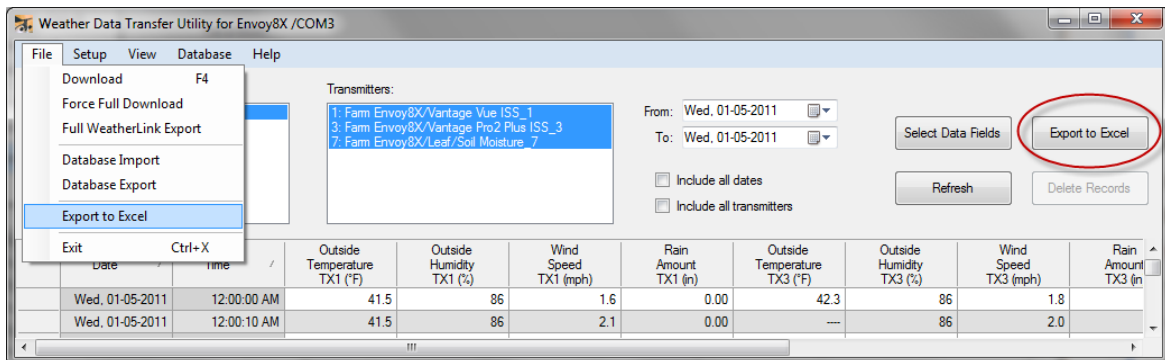 Weather Data Transfer Utility for Envoy8X /COM3
File Setup View Database Help
Download F4
Force Full Download
Full WeatherLink Export
Database Import
Database Export
Export to Excel
Exit Ctrl+X
Transmitters:
1: Farm Envoy8X/Vantage Vue ISS_1
3: Farm Envoy8X/Vantage Pro2 Plus ISS_3
7: Farm Envoy8X/Leaf/Soil Moisture_7
From: Wed, 01-05-2011
To: Wed, 01-05-2011
Include all dates
Include all transmitters
Select Data Fields
Export to Excel
Refresh
Delete Records
Date
Time
Outside
Temperature
TX1 (°F)
Outside
Humidity
TX1 (%)
Wind
Speed
TX1 (mph)
Rain
Amount
TX1 (in)
Outside
Temperature
TX3 (°F)
Outside
Humidity
TX3 (%)
Wind
Speed
TX3 (mph)
Rain
Amount
TX3 (in
Wed, 01-05-2011 12:00:00 AM 41.5 86 1.6 0.00 42.3 86 1.8
Wed, 01-05-2011 12:00:10 AM 41.5 86 2.1 0.00 ---- 86 2.0